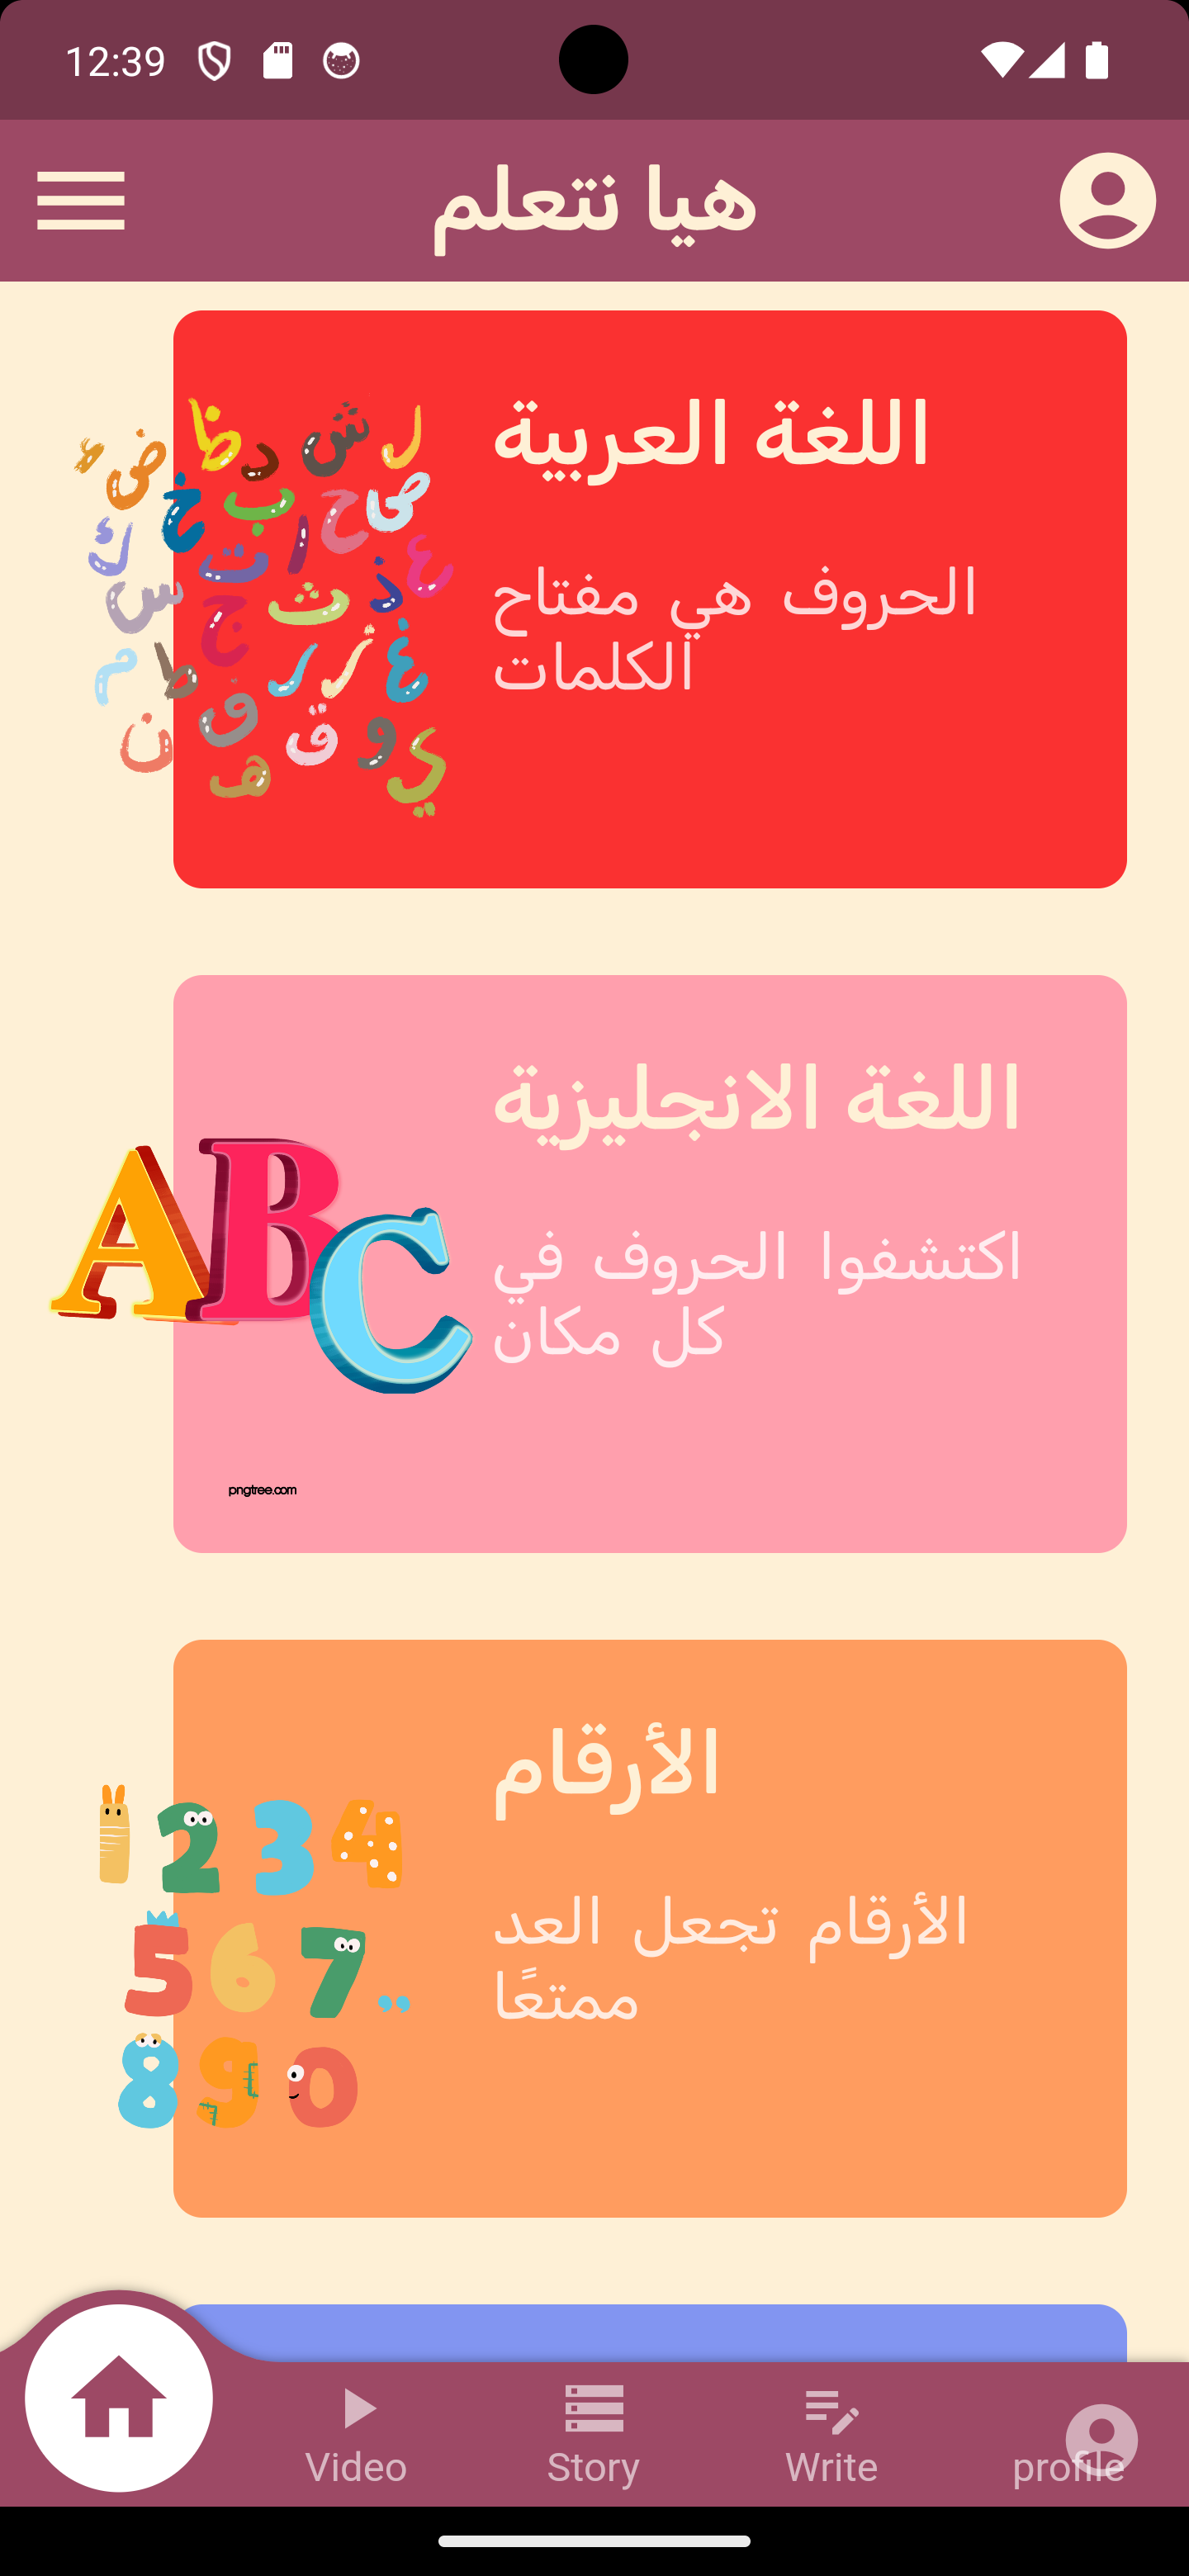 12:39
هيا نتعلم
اللغة العربية
الحروف هي مفتاح
الكلمات
ل ش د ظ ض ء
ص ح ب خ
ع ذ ا ت ك
ث ج س
غ ز ر ط م
ي و ق ف ن
ه
اللغة الانجليزية
اكتشفوا الحروف في
كل مكان
A B C
pngtree.com
الأرقام
الأرقام تجعل العد
ممتعًا
1 2 3 4
5 6 7
8 9 0
Video
Story
Write
profile